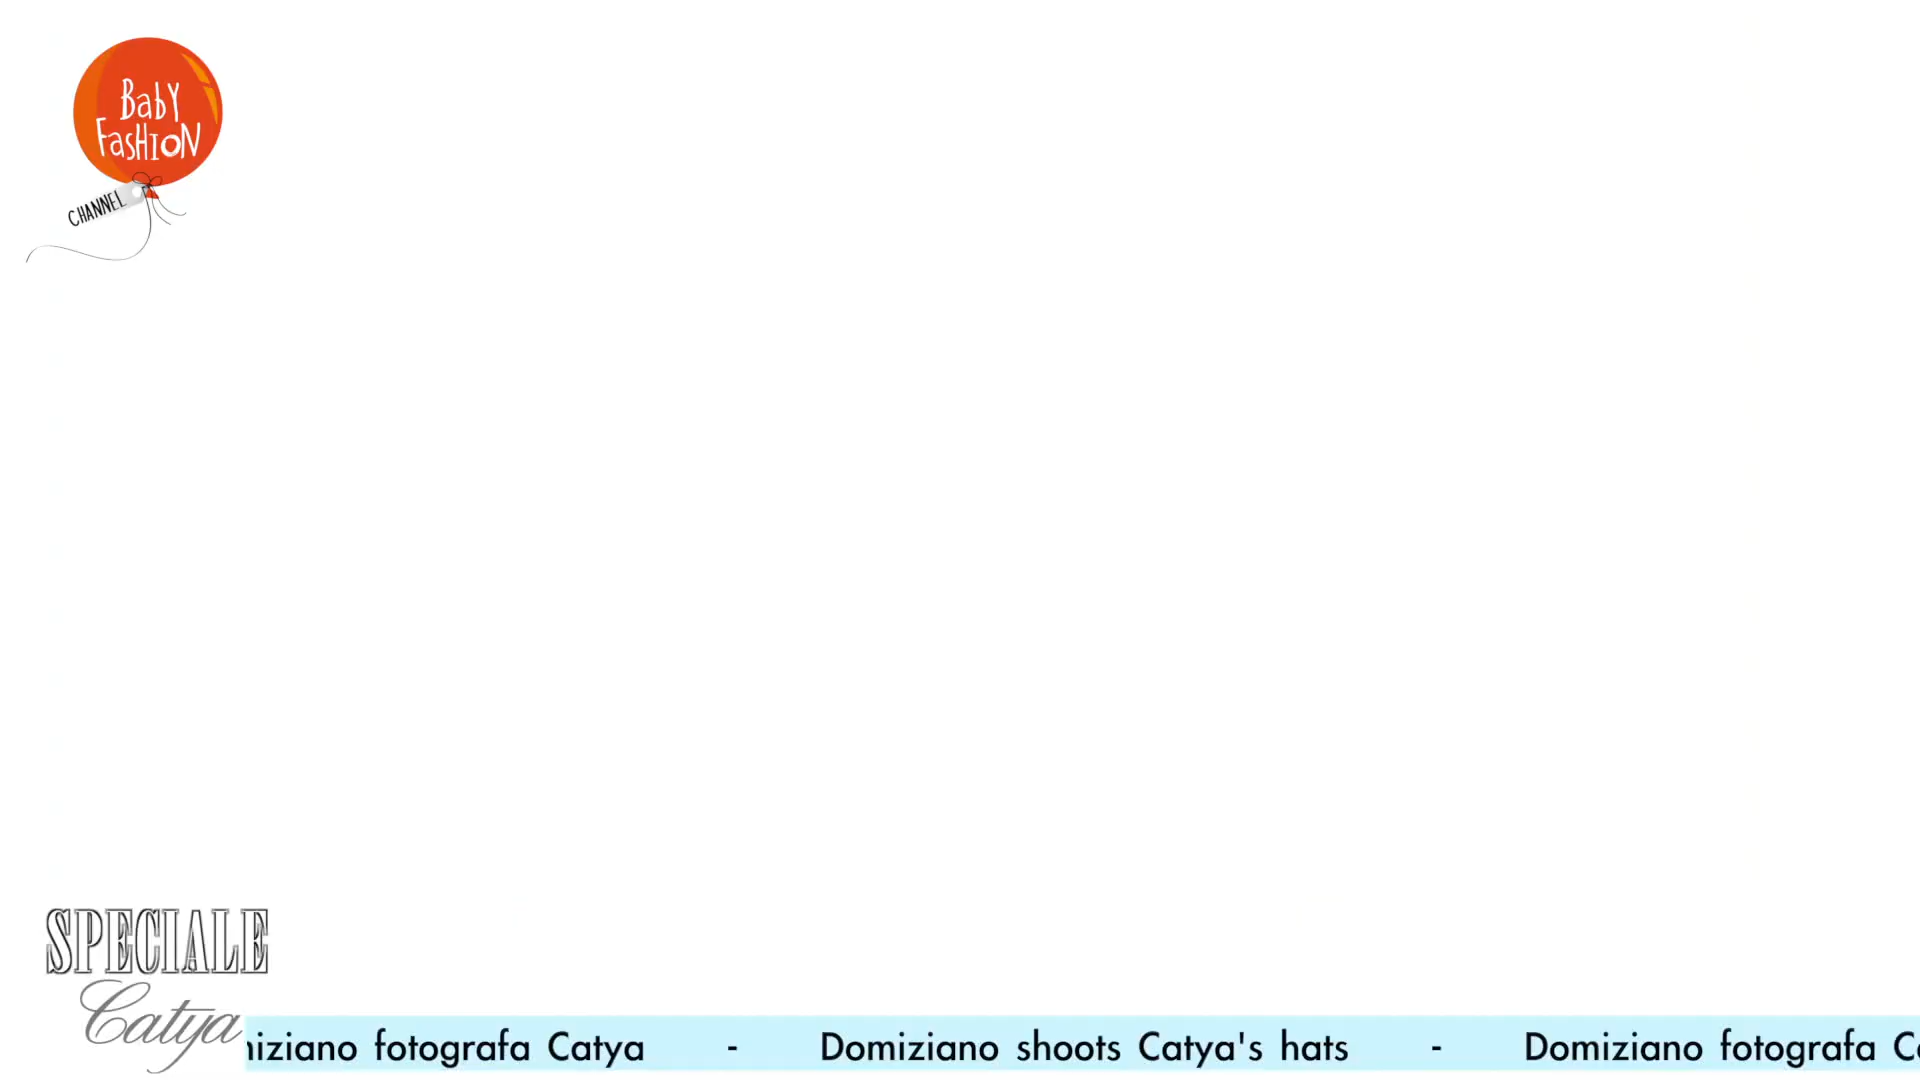 BabY
FasHioN
CHANNEL
SPECIALE
Catya
iziano fotografa Catya - Domiziano shoots Catya's hats - Domiziano fotografa